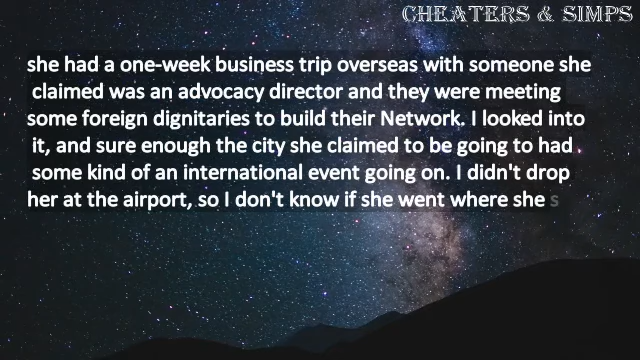 CHEATERS & SIMPS
she had a one-week business trip overseas with someone she
claimed was an advocacy director and they were meeting
some foreign dignitaries to build their Network. I looked into
it, and sure enough the city she claimed to be going to had
some kind of an international event going on. I didn't drop
her at the airport, so I don't know if she went where she s